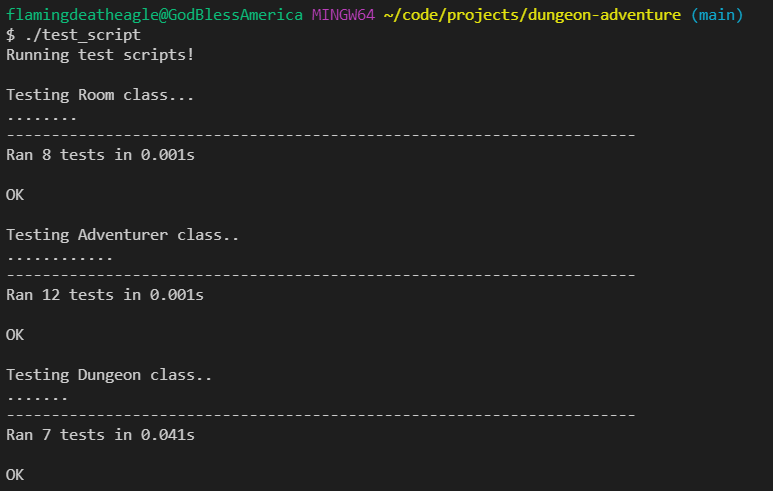 flamingdeatheagle@GodBlessAmerica MINGW64 ~/code/projects/dungeon-adventure (main)
$ ./test_script
Running test scripts!
Testing Room class...
........
----------------------------------------------------------------------
Ran 8 tests in 0.001s
OK
Testing Adventurer class..
............
----------------------------------------------------------------------
Ran 12 tests in 0.001s
OK
Testing Dungeon class..
.......
----------------------------------------------------------------------
Ran 7 tests in 0.041s
OK